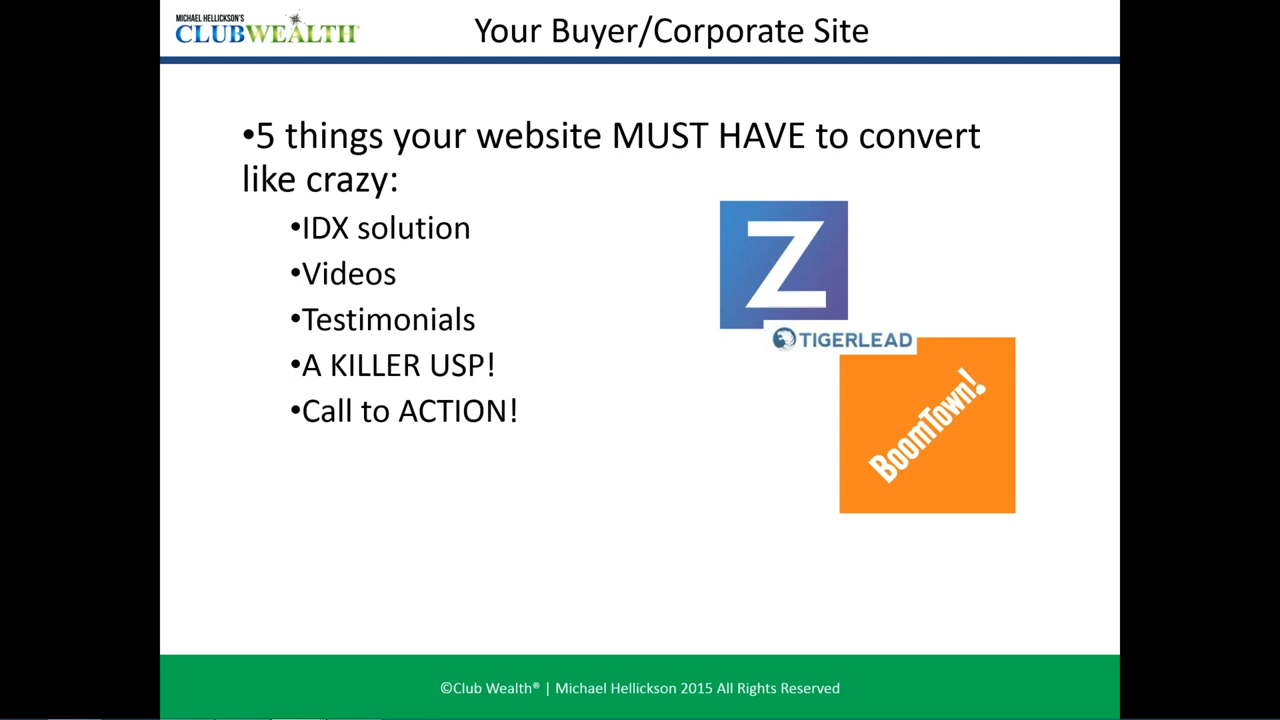 MICHAEL HELLICKSON'S
CLUBWEALTH®
Your Buyer/Corporate Site
•5 things your website MUST HAVE to convert
like crazy:
•IDX solution
•Videos
•Testimonials
•A KILLER USP!
•Call to ACTION!
Z
TIGERLEAD
BoomTown!
©Club Wealth® | Michael Hellickson 2015 All Rights Reserved